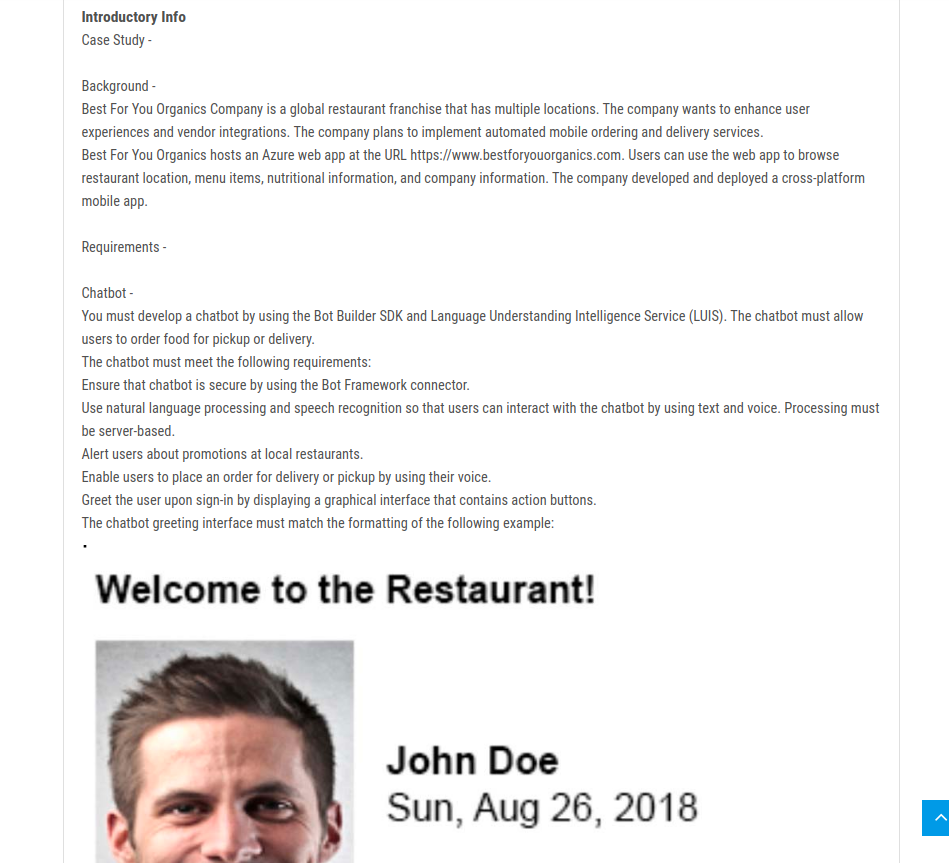 Introductory Info
Case Study -
Background -
Best For You Organics Company is a global restaurant franchise that has multiple locations. The company wants to enhance user
experiences and vendor integrations. The company plans to implement automated mobile ordering and delivery services.
Best For You Organics hosts an Azure web app at the URL https://www.bestforyouorganics.com. Users can use the web app to browse
restaurant location, menu items, nutritional information, and company information. The company developed and deployed a cross-platform
mobile app.
Requirements -
Chatbot -
You must develop a chatbot by using the Bot Builder SDK and Language Understanding Intelligence Service (LUIS). The chatbot must allow
users to order food for pickup or delivery.
The chatbot must meet the following requirements:
Ensure that chatbot is secure by using the Bot Framework connector.
Use natural language processing and speech recognition so that users can interact with the chatbot by using text and voice. Processing must
be server-based.
Alert users about promotions at local restaurants.
Enable users to place an order for delivery or pickup by using their voice.
Greet the user upon sign-in by displaying a graphical interface that contains action buttons.
The chatbot greeting interface must match the formatting of the following example:
Welcome to the Restaurant!
John Doe
Sun, Aug 26, 2018